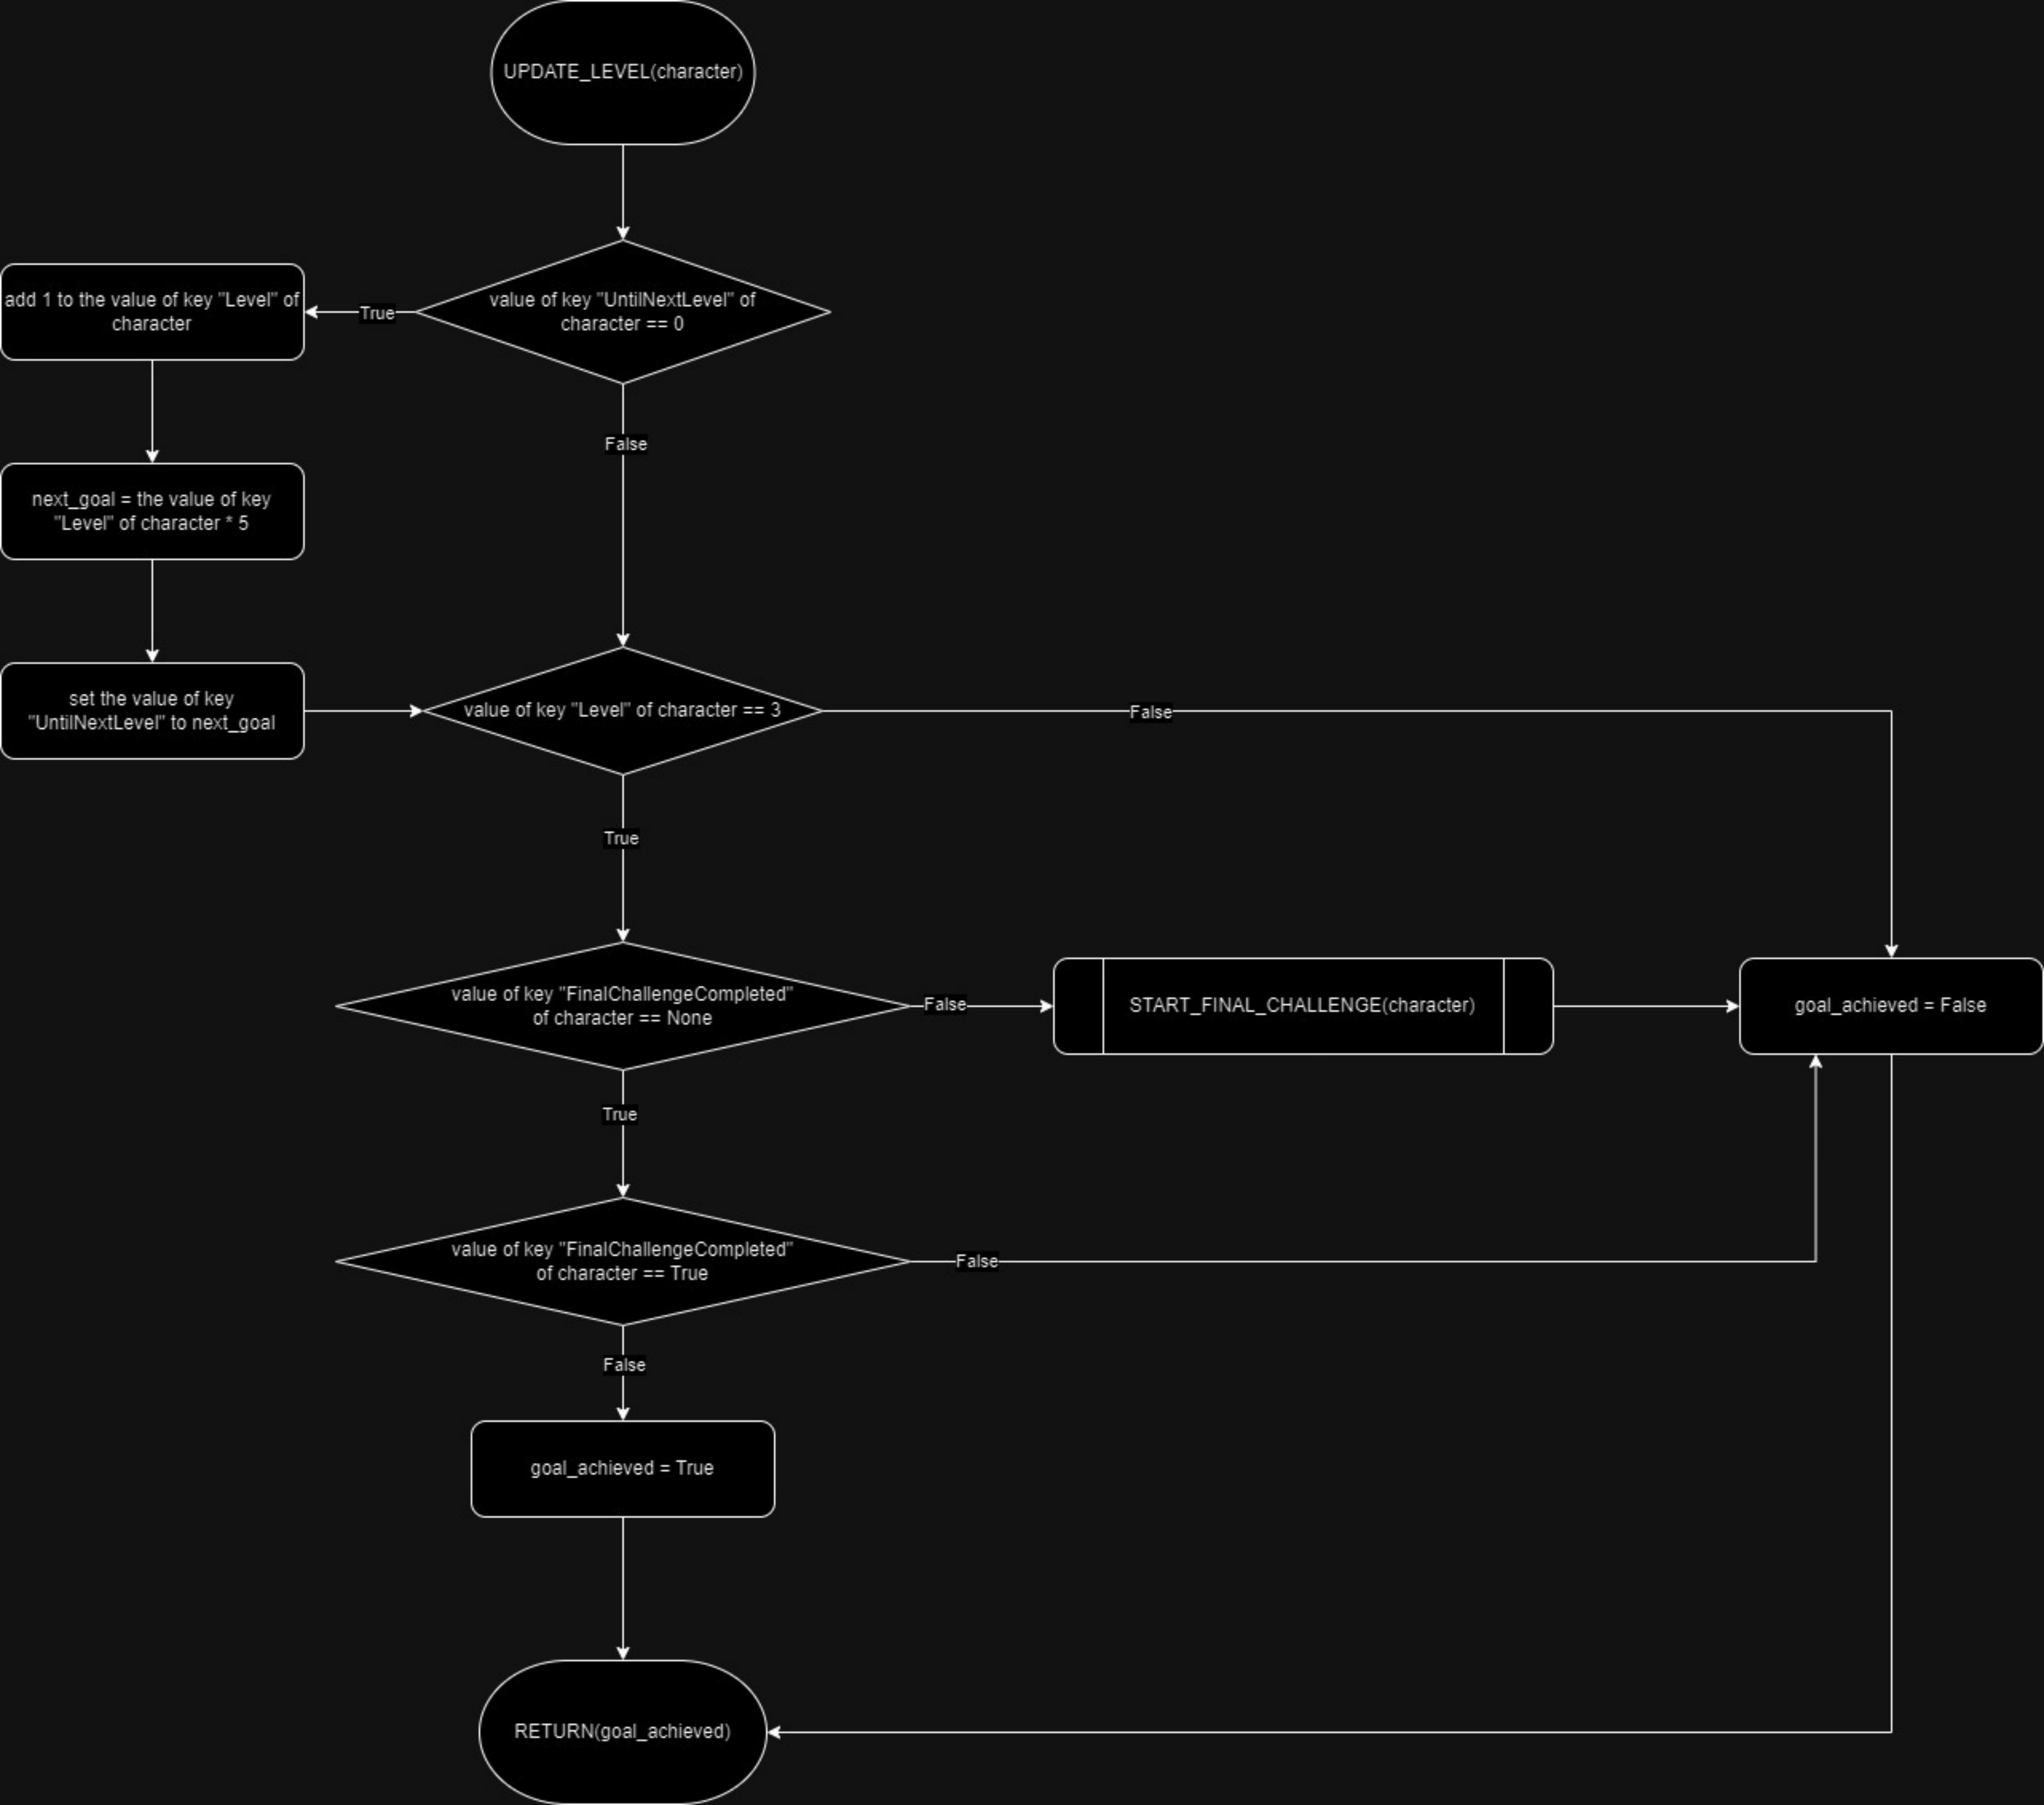 UPDATE_LEVEL(character)
value of key "UntilNextLevel" of
character == 0
True
add 1 to the value of key "Level" of
character
False
next_goal = the value of key
"Level" of character * 5
set the value of key
"UntilNextLevel" to next_goal
value of key "Level" of character == 3
False
True
value of key "FinalChallengeCompleted"
of character == None
False
START_FINAL_CHALLENGE(character)
goal_achieved = False
True
value of key "FinalChallengeCompleted"
of character == True
False
False
goal_achieved = True
RETURN(goal_achieved)